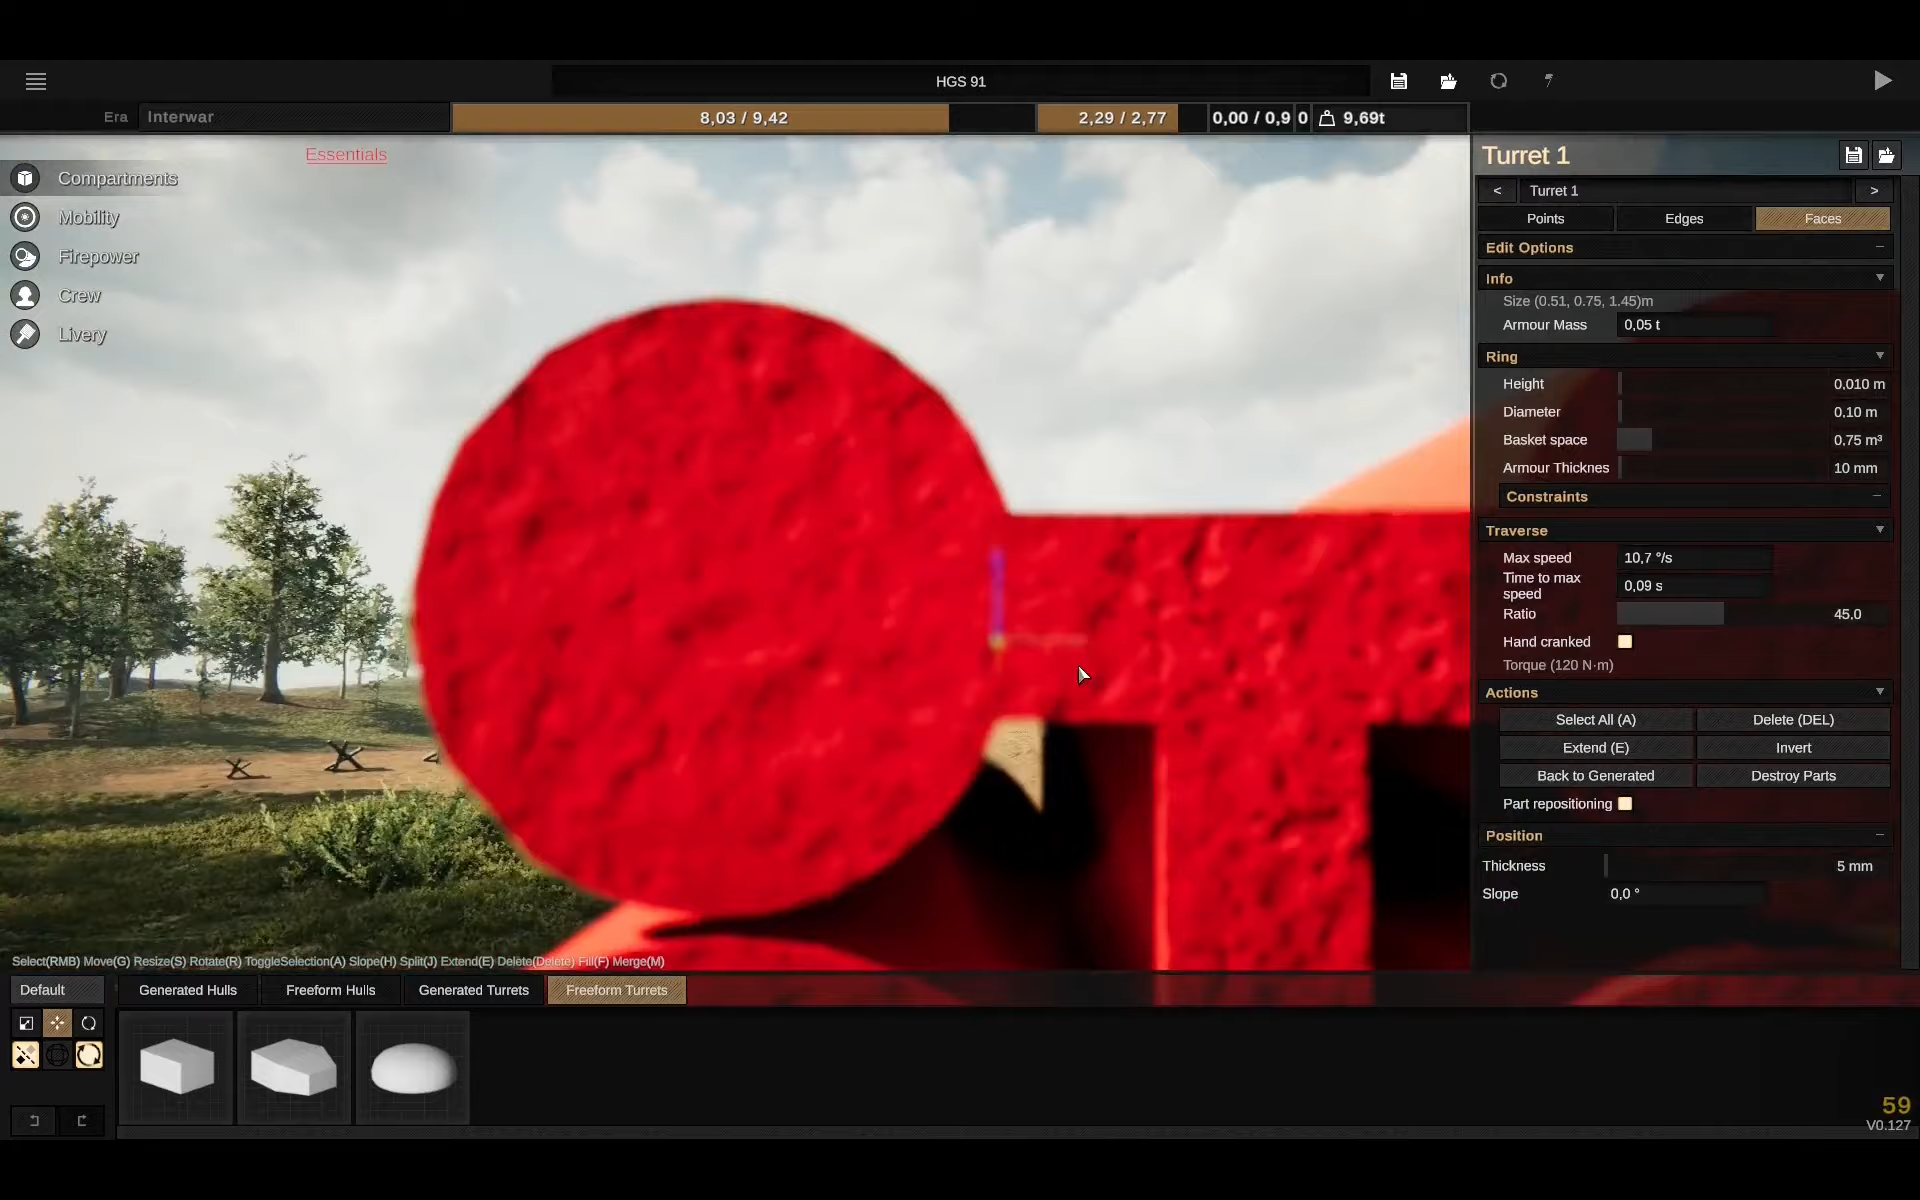 HGS 91
Era
Interwar
8,03 / 9,42
2,29 / 2,77
0,00 / 0,9
0
9,69t
Essentials
Compartments
Mobility
Firepower
Crew
Livery
Turret 1
<
Turret 1
>
Points
Edges
Faces
Edit Options
Info
Size (0.51, 0.75, 1.45)m
Armour Mass
0,05 t
Ring
Height
0,010 m
Diameter
0,10 m
Basket space
0,75 m³
Armour Thicknes
10 mm
Constraints
Traverse
Max speed
10,7 °/s
Time to max
speed
0,09 s
Ratio
45,0
Hand cranked
Torque (120 N·m)
Actions
Select All (A)
Delete (DEL)
Extend (E)
Invert
Back to Generated
Destroy Parts
Part repositioning
Position
Thickness
5 mm
Slope
0,0 °
Select(RMB) Move(G) Resize(S) Rotate(R) ToggleSelection(A) Slope(H) Split(J) Extend(E) Delete(Delete) Fill(F) Merge(M)
Default
Generated Hulls
Freeform Hulls
Generated Turrets
Freeform Turrets
59
V0.127